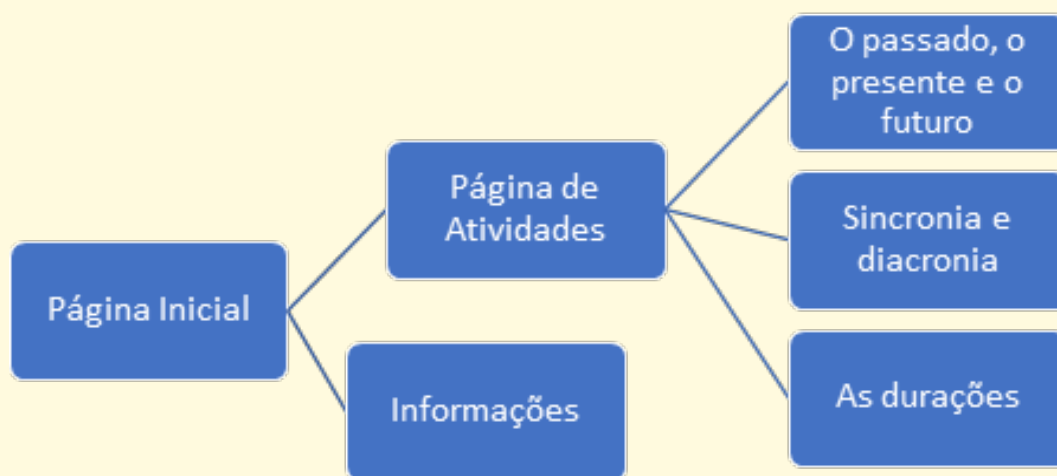 Página Inicial
Página de
Atividades
Informações
O passado, o
presente e o
futuro
Sincronia e
diacronia
As durações